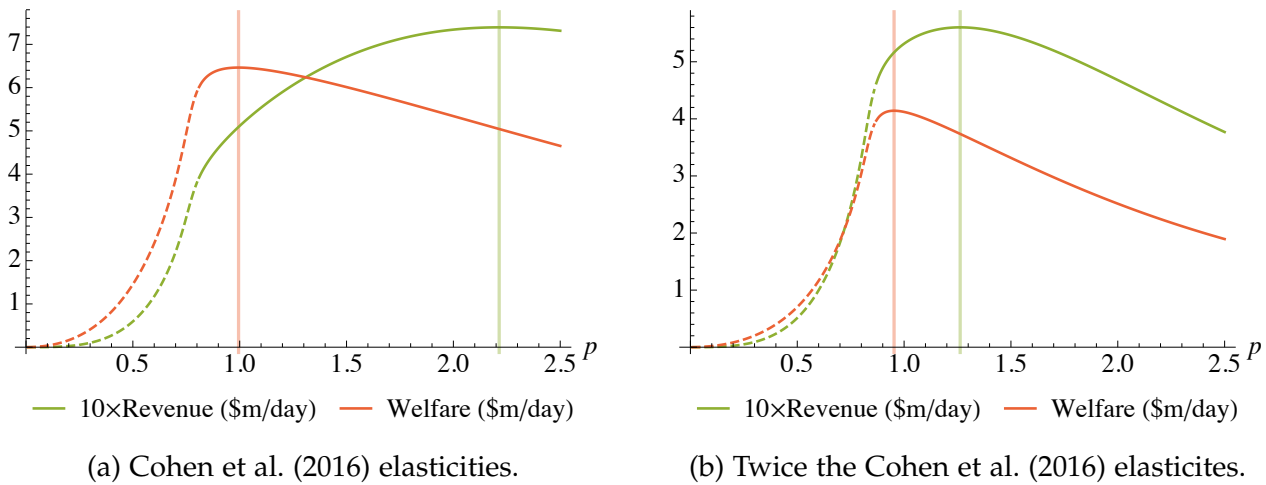 7
6
5
4
3
2
1
0.5 1.0 1.5 2.0 2.5
p
10×Revenue ($m/day) Welfare ($m/day)
(a) Cohen et al. (2016) elasticities.
5
4
3
2
1
0.5 1.0 1.5 2.0 2.5
p
10×Revenue ($m/day) Welfare ($m/day)
(b) Twice the Cohen et al. (2016) elasticites.